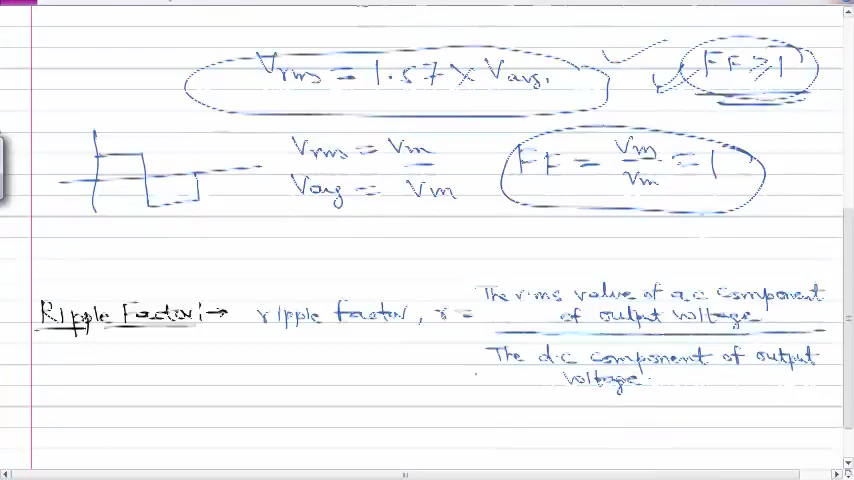 Vrms = 1.57 × Vavg. FF ≥ 1
Vrms = Vm
Vavg = Vm
FF = Vm/Vm = 1
Ripple Factor:→ ripple factor, r = The r.m.s value of a.c component
of output voltage
The d.c component of output
voltage